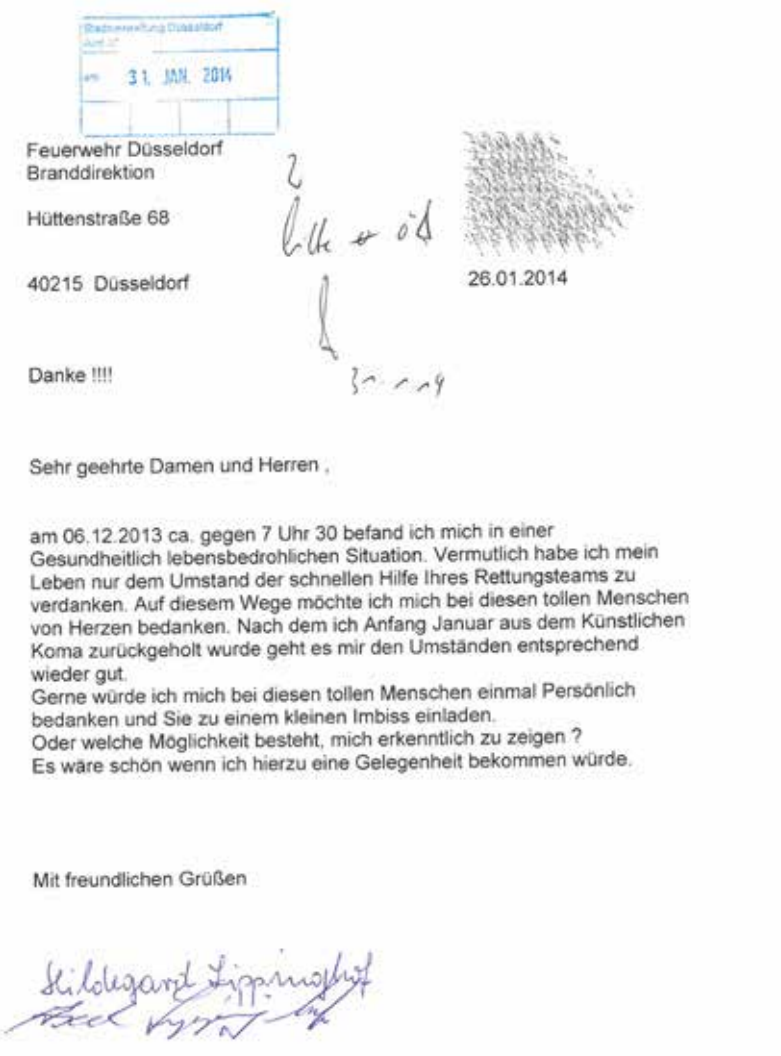 Stadtverwaltung Düsseldorf
am 31. JAN. 2014
Feuerwehr Düsseldorf
Branddirektion
Hüttenstraße 68
bitte
40215 Düsseldorf
26.01.2014
Danke !!!!
Sehr geehrte Damen und Herren ,
am 06.12.2013 ca. gegen 7 Uhr 30 befand ich mich in einer
Gesundheitlich lebensbedrohlichen Situation. Vermutlich habe ich mein
Leben nur dem Umstand der schnellen Hilfe Ihres Rettungsteams zu
verdanken. Auf diesem Wege möchte ich mich bei diesen tollen Menschen
von Herzen bedanken. Nach dem ich Anfang Januar aus dem Künstlichen
Koma zurückgeholt wurde geht es mir den Umständen entsprechend
wieder gut.
Gerne würde ich mich bei diesen tollen Menschen einmal Persönlich
bedanken und Sie zu einem kleinen Imbiss einladen.
Oder welche Möglichkeit besteht, mich erkenntlich zu zeigen ?
Es wäre schön wenn ich hierzu eine Gelegenheit bekommen würde.
Mit freundlichen Grüßen
Hildegard Lippinghof